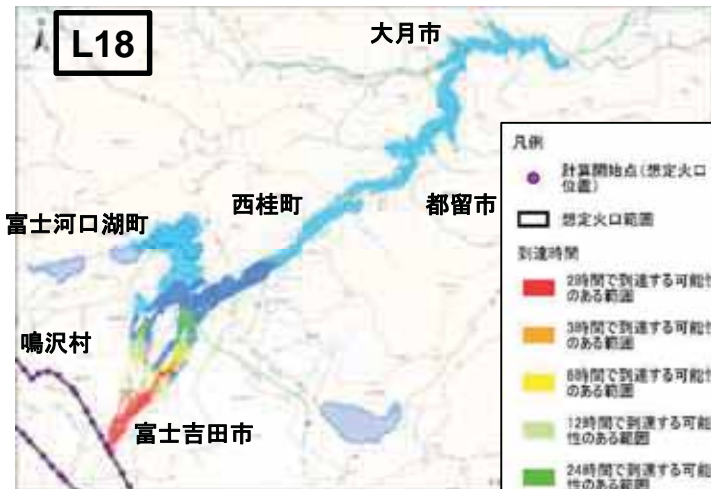 L18
大月市
富士河口湖町
西桂町
都留市
鳴沢村
富士吉田市
凡例
計算開始点(想定火口
位置)
想定火口範囲
到達時間
2時間で到達する可能性
のある範囲
3時間で到達する可能性
のある範囲
6時間で到達する可能性
のある範囲
12時間で到達する可能
性のある範囲
24時間で到達する可能
性のある範囲